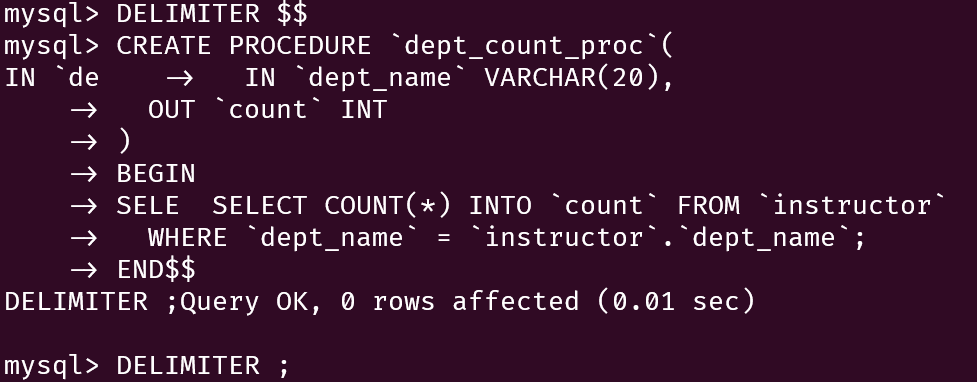 mysql> DELIMITER $$
mysql> CREATE PROCEDURE `dept_count_proc`(
IN `de    →   IN `dept_name` VARCHAR(20),
    →   OUT `count` INT
    → )
    → BEGIN
    → SELE  SELECT COUNT(*) INTO `count` FROM `instructor`
    →   WHERE `dept_name` = `instructor`.`dept_name`;
    → END$$
DELIMITER ;Query OK, 0 rows affected (0.01 sec)
mysql> DELIMITER ;